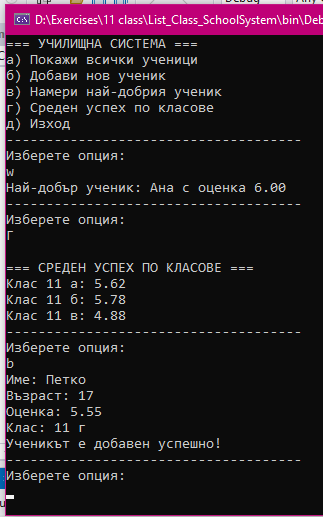 D:\Exercises\11 class\List_Class_SchoolSystem\bin\Deb
=== УЧИЛИЩНА СИСТЕМА ===
а) Покажи всички ученици
б) Добави нов ученик
в) Намери най-добрия ученик
г) Среден успех по класове
д) Изход
-------------------------------------
Изберете опция:
w
Най-добър ученик: Ана с оценка 6.00
-------------------------------------
Изберете опция:
Г
=== СРЕДЕН УСПЕХ ПО КЛАСОВЕ ===
Клас 11 а: 5.62
Клас 11 б: 5.78
Клас 11 в: 4.88
-------------------------------------
Изберете опция:
b
Име: Петко
Възраст: 17
Оценка: 5.55
Клас: 11 г
Ученикът е добавен успешно!
-------------------------------------
Изберете опция: